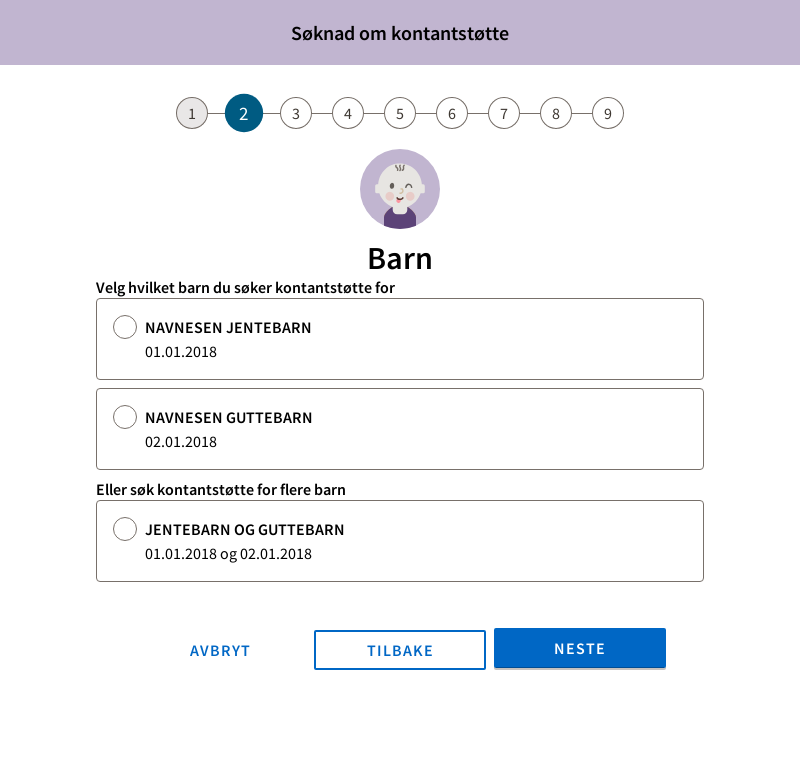 Søknad om kontantstøtte
1 2 3 4 5 6 7 8 9
Barn
Velg hvilket barn du søker kontantstøtte for
NAVNESEN JENTEBARN
01.01.2018
NAVNESEN GUTTEBARN
02.01.2018
Eller søk kontantstøtte for flere barn
JENTEBARN OG GUTTEBARN
01.01.2018 og 02.01.2018
AVBRYT TILBAKE NESTE